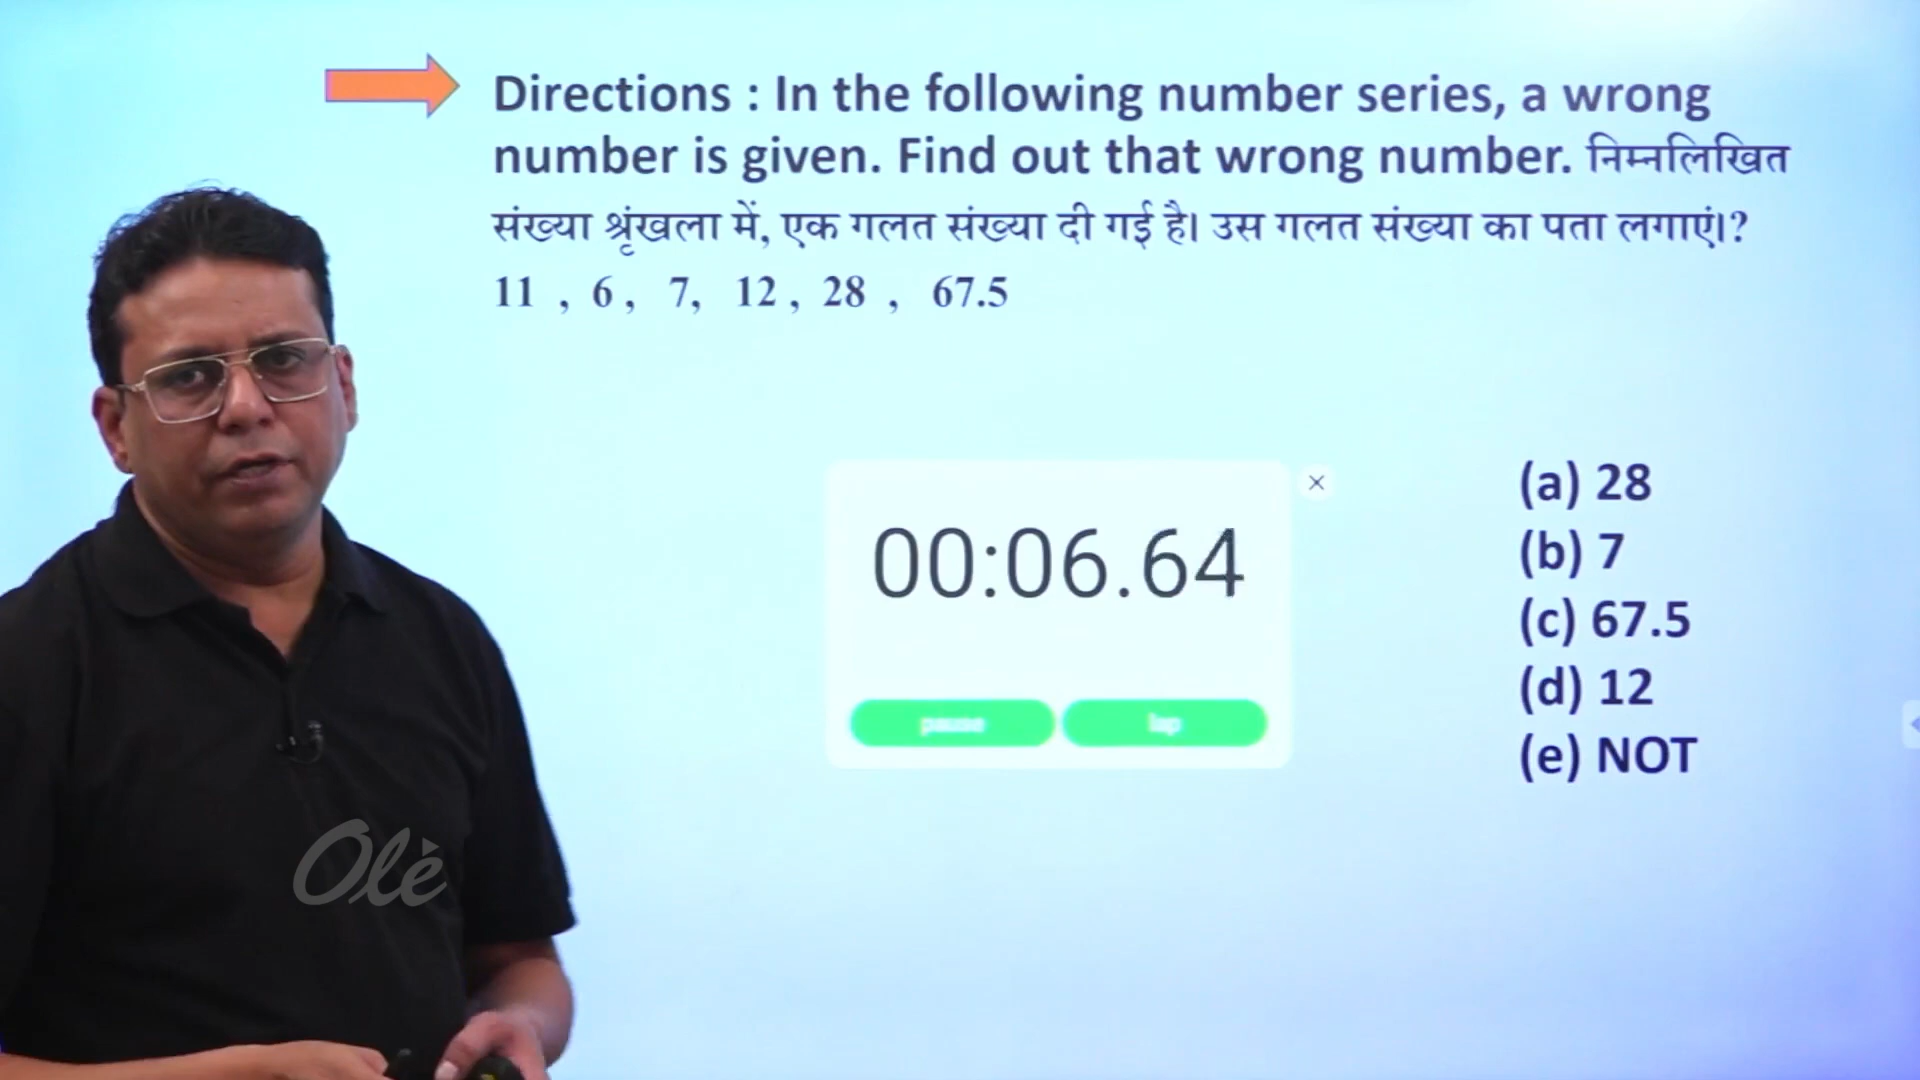 Directions : In the following number series, a wrong
number is given. Find out that wrong number. निम्नलिखित
संख्या श्रृंखला में, एक गलत संख्या दी गई है। उस गलत संख्या का पता लगाएं।?
11 , 6 , 7, 12 , 28 , 67.5
00:06.64
pause lap
(a) 28
(b) 7
(c) 67.5
(d) 12
(e) NOT
Olè